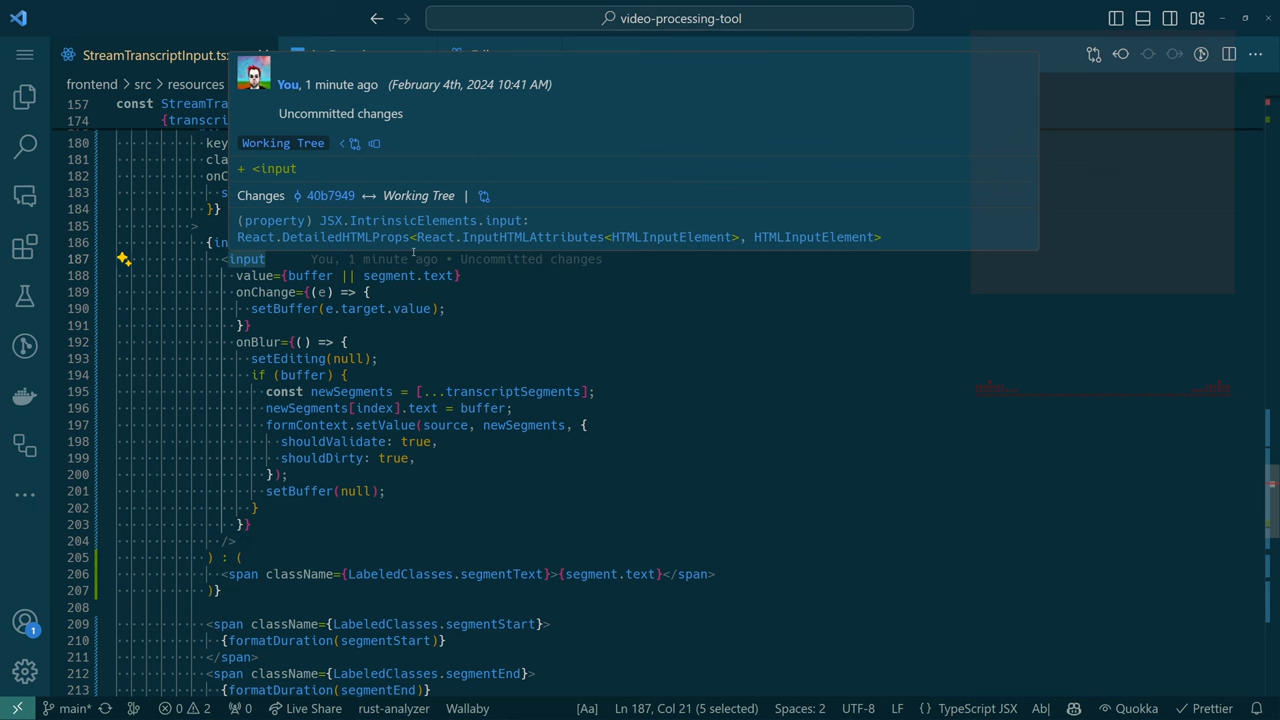 video-processing-tool
StreamTranscriptInput.tsx
frontend > src > resources
You, 1 minute ago (February 4th, 2024 10:41 AM)
Uncommitted changes
Working Tree
+ <input
Changes 40b7949 ↔ Working Tree |
(property) JSX.IntrinsicElements.input:
React.DetailedHTMLProps<React.InputHTMLAttributes<HTMLInputElement>, HTMLInputElement>
157 const StreamTra
174 {transcri
180 key
181 cla
182 onC
183 s
184 }}
185 >
186 {in
187 <input You, 1 minute ago • Uncommitted changes
188 value={buffer || segment.text}
189 onChange={(e) => {
190 setBuffer(e.target.value);
191 }}
192 onBlur={() => {
193 setEditing(null);
194 if (buffer) {
195 const newSegments = [...transcriptSegments];
196 newSegments[index].text = buffer;
197 formContext.setValue(source, newSegments, {
198 shouldValidate: true,
199 shouldDirty: true,
200 });
201 setBuffer(null);
202 }
203 }}
204 />
205 ) : (
206 <span className={LabeledClasses.segmentText}>{segment.text}</span>
207 )}
208
209 <span className={LabeledClasses.segmentStart}>
210 {formatDuration(segmentStart)}
211 </span>
212 <span className={LabeledClasses.segmentEnd}>
213 {formatDuration(segmentEnd)}
1
main* 0 2 0 Live Share rust-analyzer Wallaby [Aa] Ln 187, Col 21 (5 selected) Spaces: 2 UTF-8 LF {} TypeScript JSX Ab| Quokka Prettier